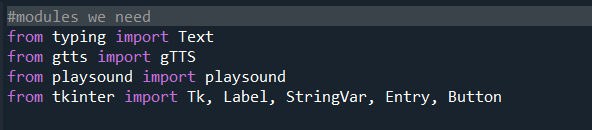 #modules we need
from typing import Text
from gtts import gTTS
from playsound import playsound
from tkinter import Tk, Label, StringVar, Entry, Button